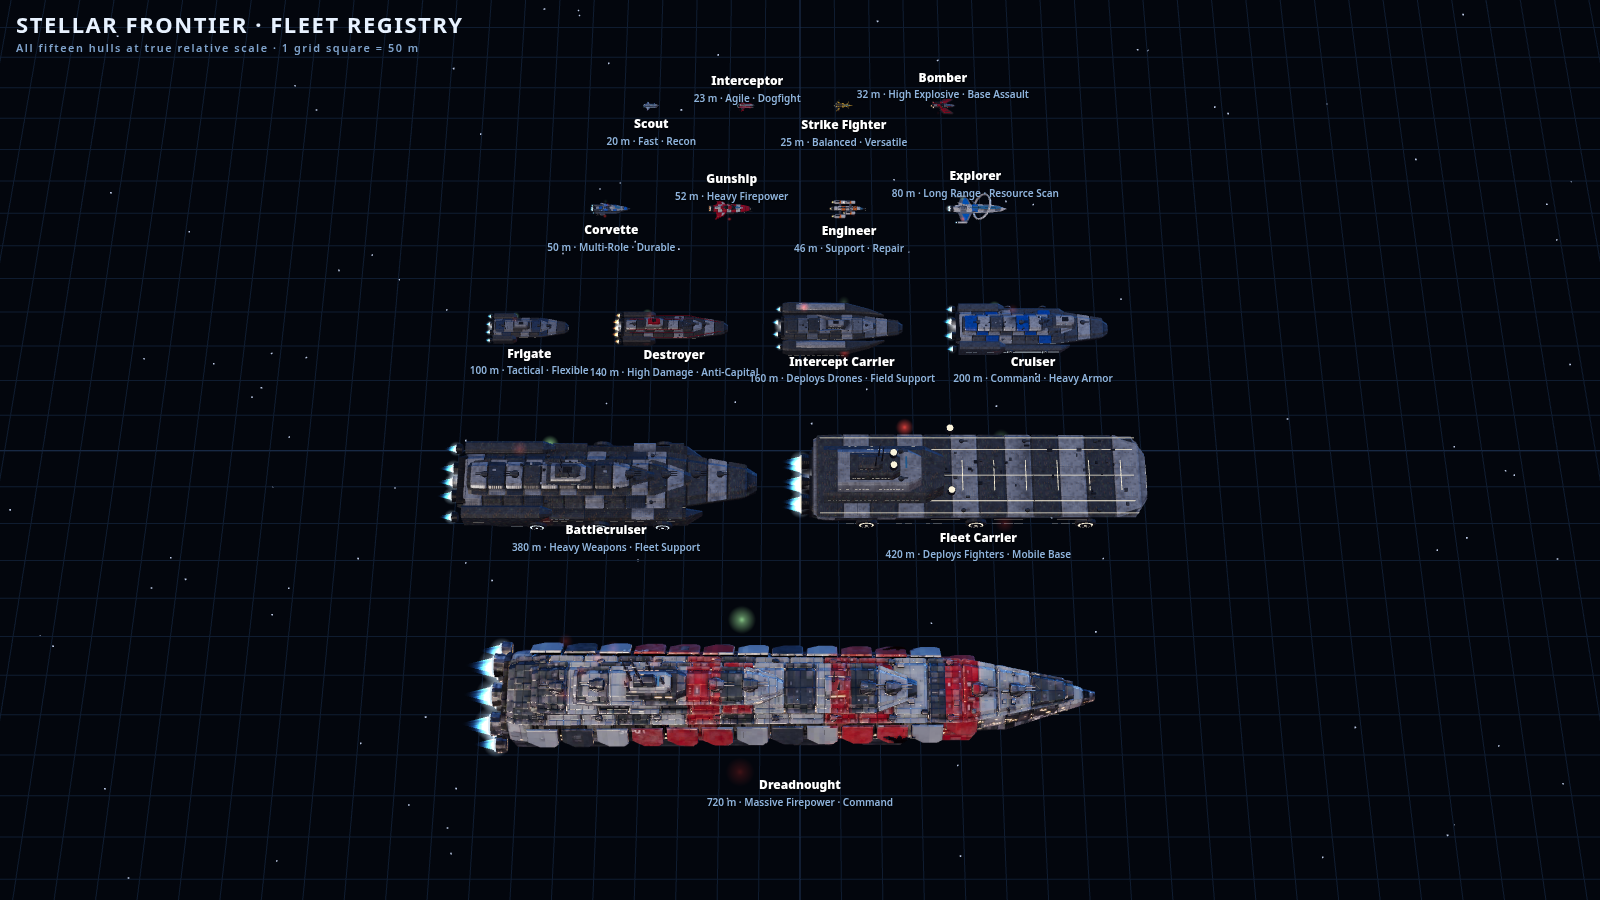 STELLAR FRONTIER · FLEET REGISTRY
All fifteen hulls at true relative scale · 1 grid square = 50 m
Interceptor
23 m · Agile · Dogfight
Bomber
32 m · High Explosive · Base Assault
Scout
20 m · Fast · Recon
Strike Fighter
25 m · Balanced · Versatile
Gunship
52 m · Heavy Firepower
Explorer
80 m · Long Range · Resource Scan
Corvette
50 m · Multi-Role · Durable
Engineer
46 m · Support · Repair
Frigate
100 m · Tactical · Flexible
Destroyer
140 m · High Damage · Anti-Capital
Intercept Carrier
160 m · Deploys Drones · Field Support
Cruiser
200 m · Command · Heavy Armor
Battlecruiser
380 m · Heavy Weapons · Fleet Support
Fleet Carrier
420 m · Deploys Fighters · Mobile Base
Dreadnought
720 m · Massive Firepower · Command